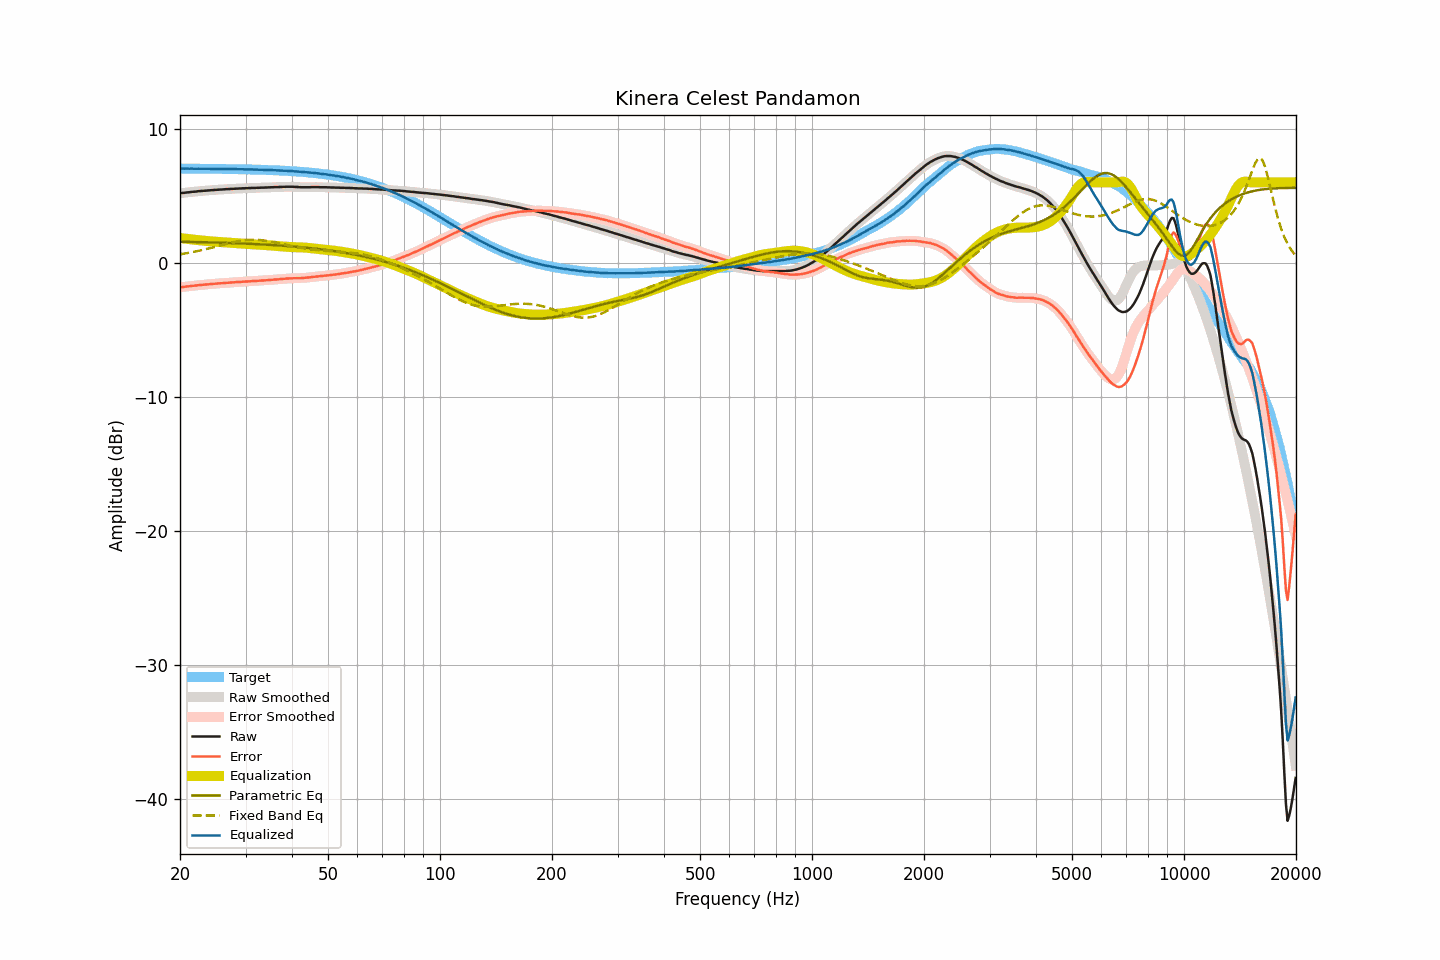 Kinera Celest Pandamon
10
0
−10
−20
−30
−40
Amplitude (dBr)
Target
Raw Smoothed
Error Smoothed
Raw
Error
Equalization
Parametric Eq
Fixed Band Eq
Equalized
20 50 100 200 500 1000 2000 5000 10000 20000
Frequency (Hz)